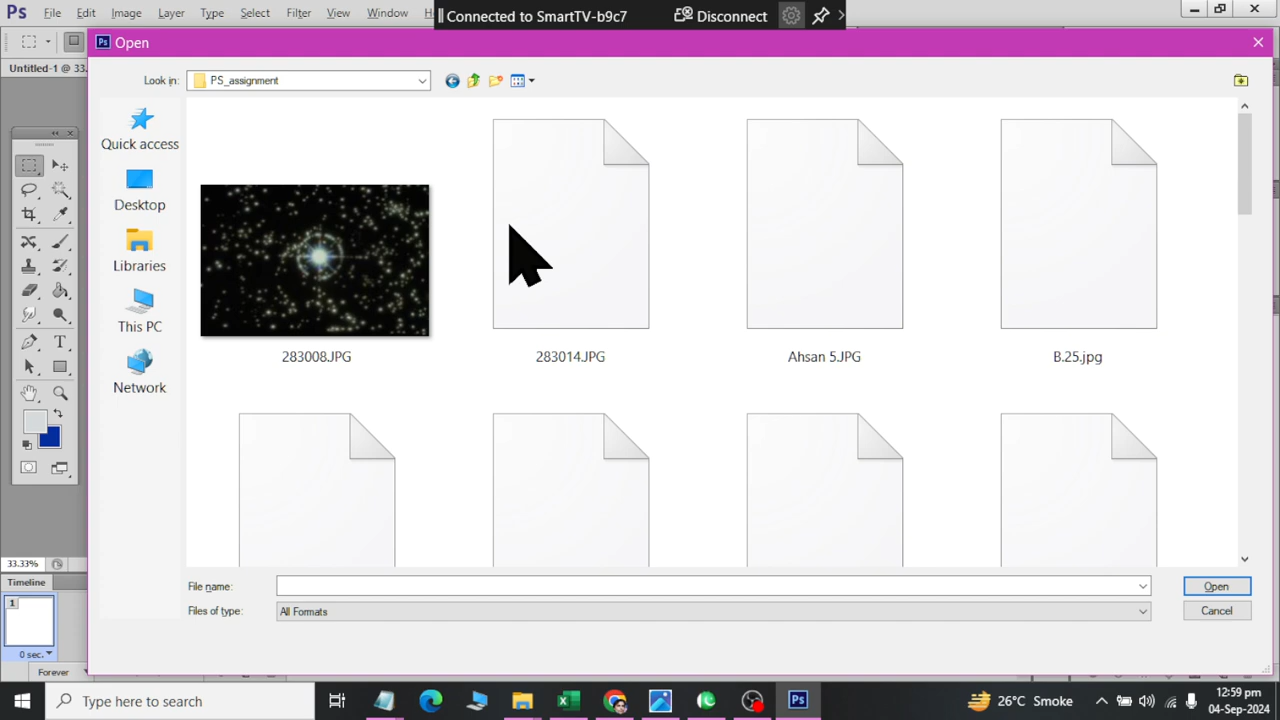 Ps File Edit Image Layer Type Select Filter View Window H
Connected to SmartTV-b9c7 Disconnect
Untitled-1 @ 33.
Ps Open
Look in: PS_assignment
Quick access
Desktop
Libraries
This PC
Network
283008.JPG 283014.JPG Ahsan 5.JPG B.25.jpg
33.33%
File name: Open
Files of type: All Formats Cancel
Timeline
1
0 sec.
Forever
Type here to search
Ps
26°C Smoke
12:59 pm
04-Sep-2024